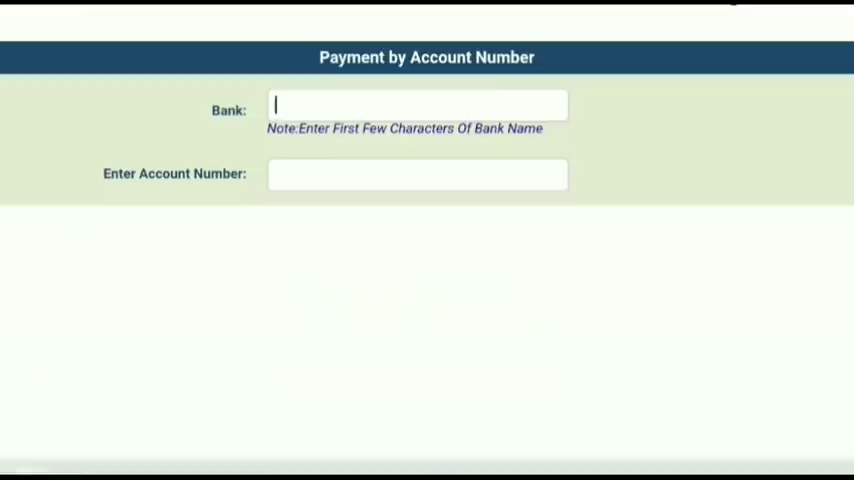 Payment by Account Number
Bank:
Note:Enter First Few Characters Of Bank Name
Enter Account Number: